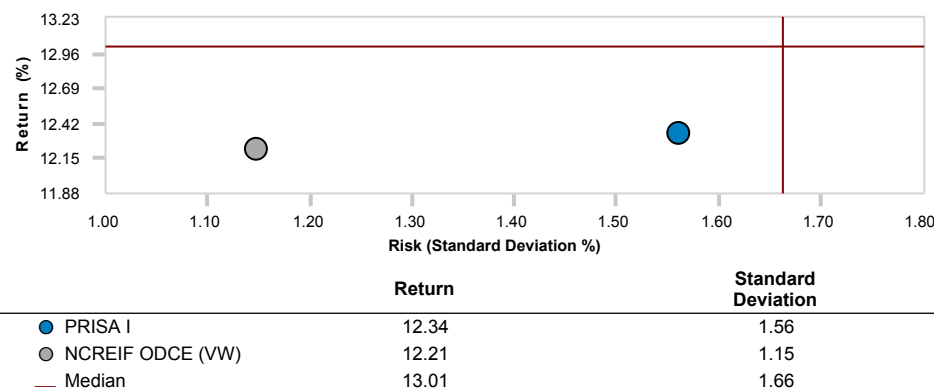 13.23
12.96
12.69
12.42
12.15
11.88
Return (%)
1.00 1.10 1.20 1.30 1.40 1.50 1.60 1.70 1.80
Risk (Standard Deviation %)
Return Standard Deviation
PRISA I 12.34 1.56
NCREIF ODCE (VW) 12.21 1.15
Median 13.01 1.66